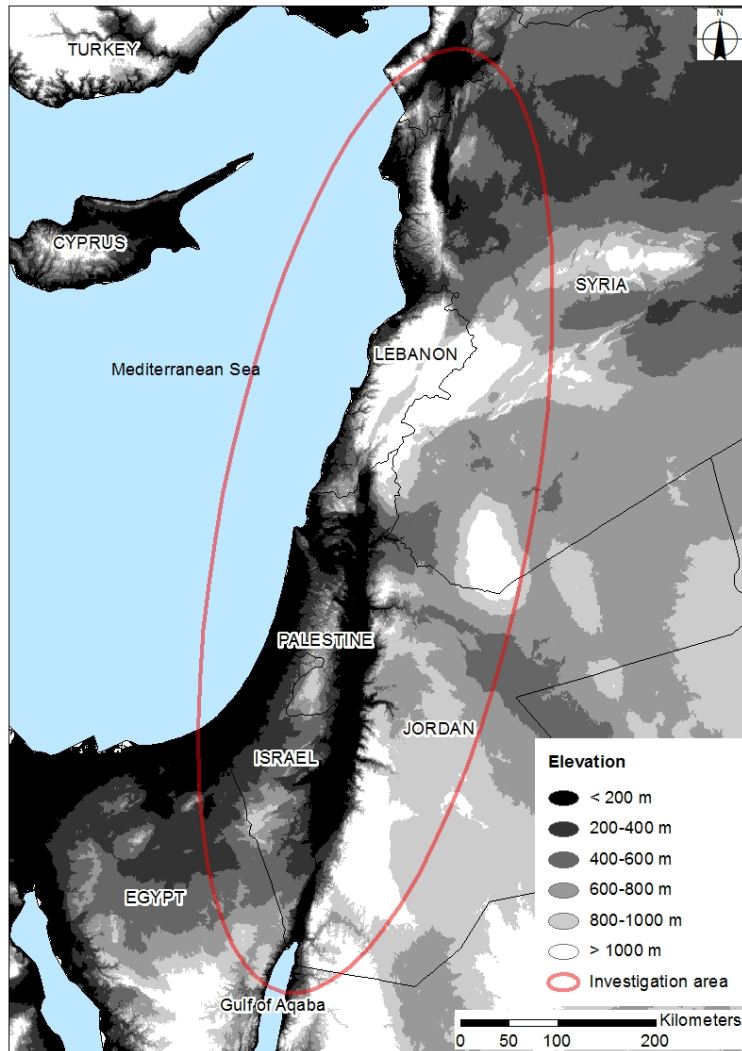 TURKEY
N
CYPRUS
SYRIA
LEBANON
Mediterranean Sea
PALESTINE
JORDAN
ISRAEL
EGYPT
Gulf of Aqaba
Elevation
< 200 m
200-400 m
400-600 m
600-800 m
800-1000 m
> 1000 m
Investigation area
Kilometers
0 50 100 200